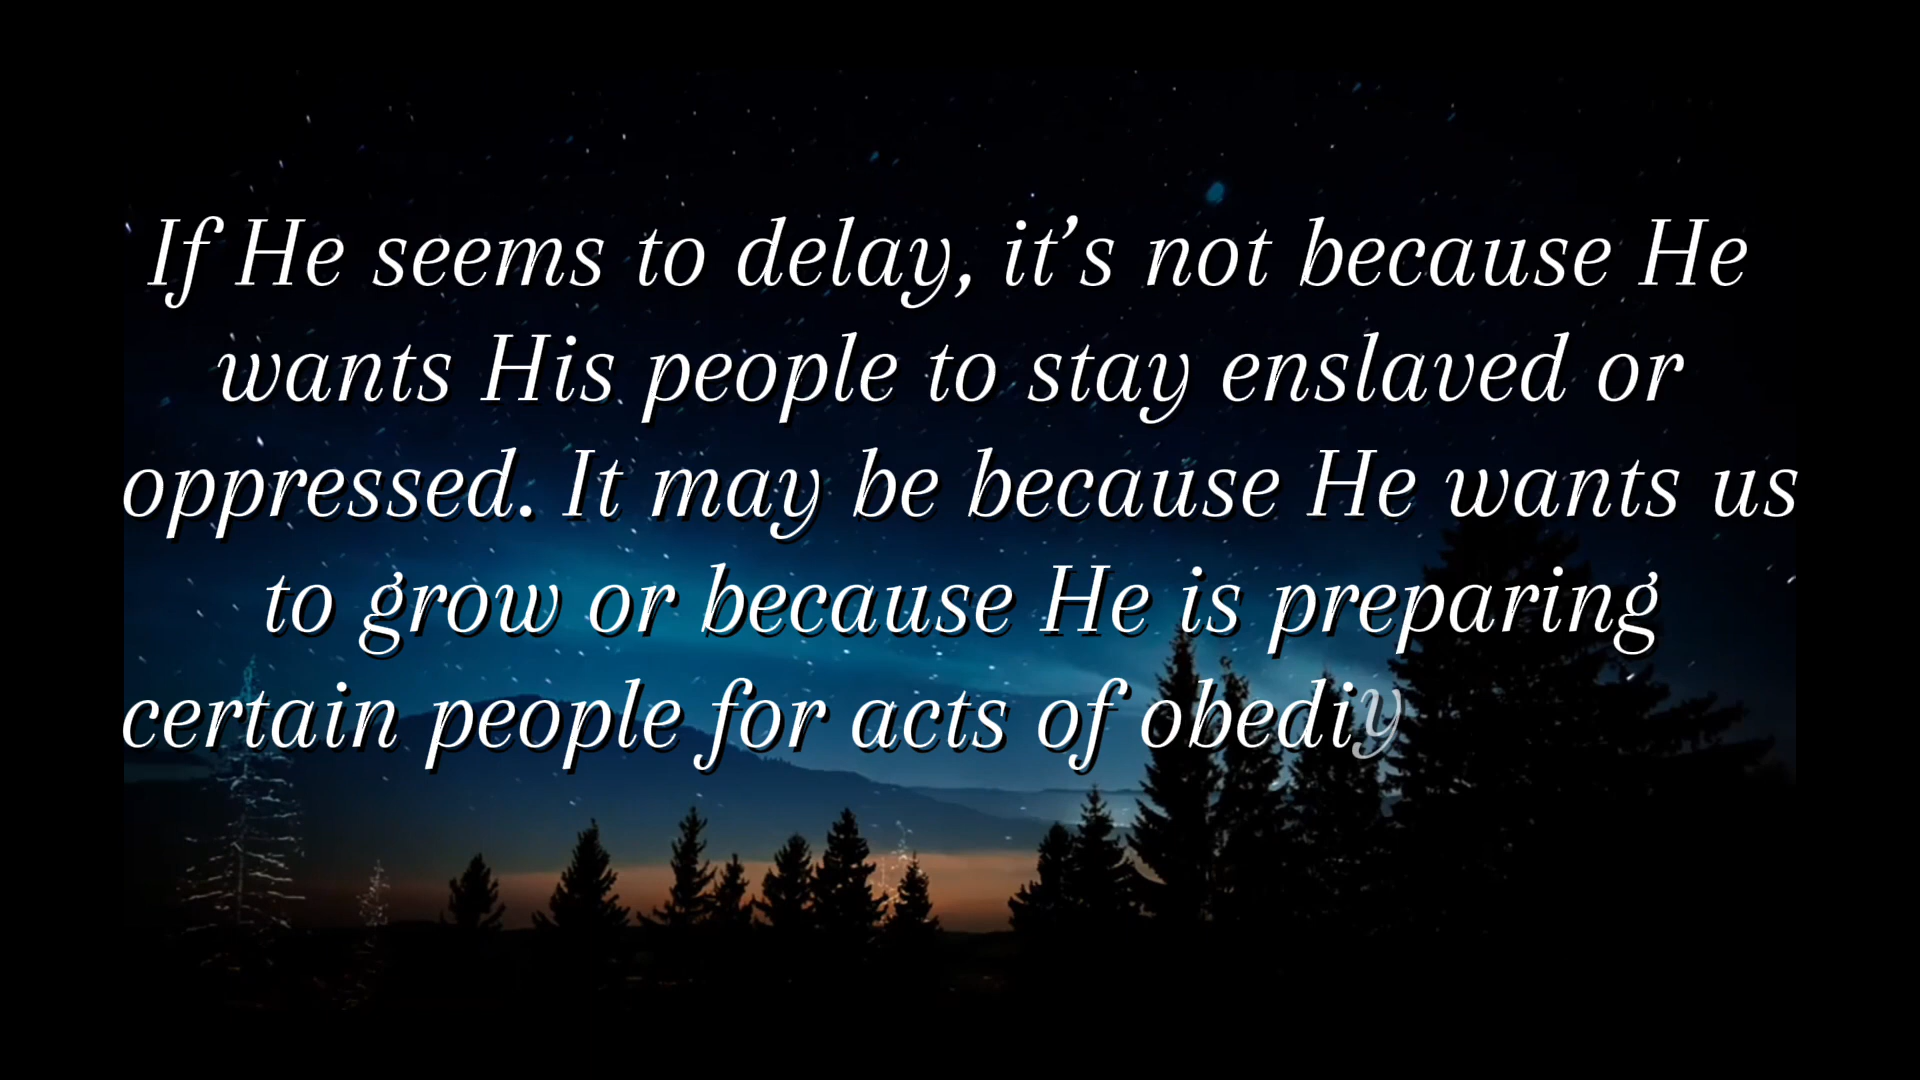 If He seems to delay, it’s not because He
wants His people to stay enslaved or
oppressed. It may be because He wants us
to grow or because He is preparing
certain people for acts of obediy